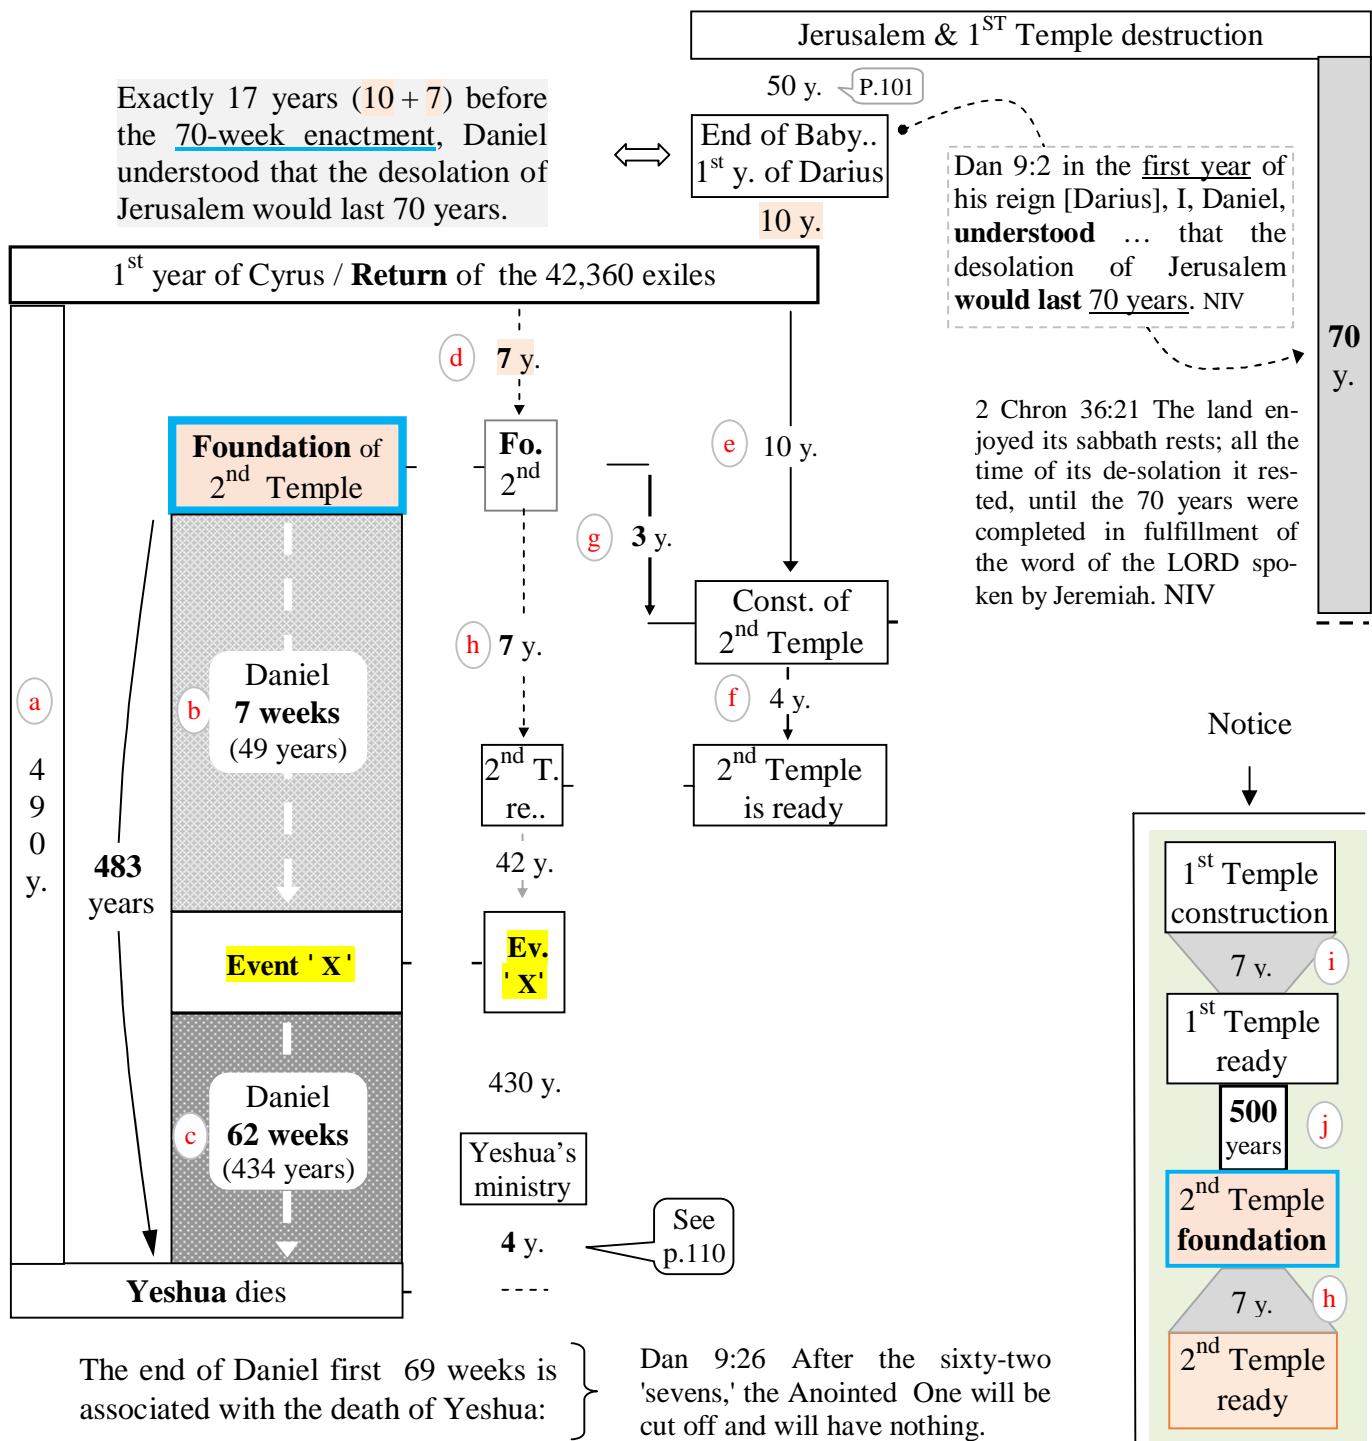 Jerusalem & 1ST Temple destruction
50 y.
P.101
Exactly 17 years (10 + 7) before
the 70-week enactment, Daniel
understood that the desolation of
Jerusalem would last 70 years.
End of Baby..
1st y. of Darius
10 y.
Dan 9:2 in the first year of
his reign [Darius], I, Daniel,
understood … that the
desolation of Jerusalem
would last 70 years. NIV
70
y.
1st year of Cyrus / Return of the 42,360 exiles
d
7 y.
2 Chron 36:21 The land en-
joyed its sabbath rests; all the
time of its de-solation it res-
ted, until the 70 years were
completed in fulfillment of
the word of the LORD spo-
ken by Jeremiah. NIV
Foundation of
2nd Temple
Fo.
2nd
e
10 y.
g
3 y.
Const. of
2nd Temple
h
7 y.
a
4
9
0
y.
b
Daniel
7 weeks
(49 years)
f
4 y.
2nd T.
re..
2nd Temple
is ready
483
years
42 y.
Event ' X'
Ev.
' X'
430 y.
c
Daniel
62 weeks
(434 years)
Yeshua's
ministry
4 y.
See
p.110
Yeshua dies
----
Notice
1st Temple
construction
7 y.
i
1st Temple
ready
500
years
j
2nd Temple
foundation
7 y.
h
2nd Temple
ready
The end of Daniel first 69 weeks is
associated with the death of Yeshua:
Dan 9:26 After the sixty-two
'sevens,' the Anointed One will be
cut off and will have nothing.